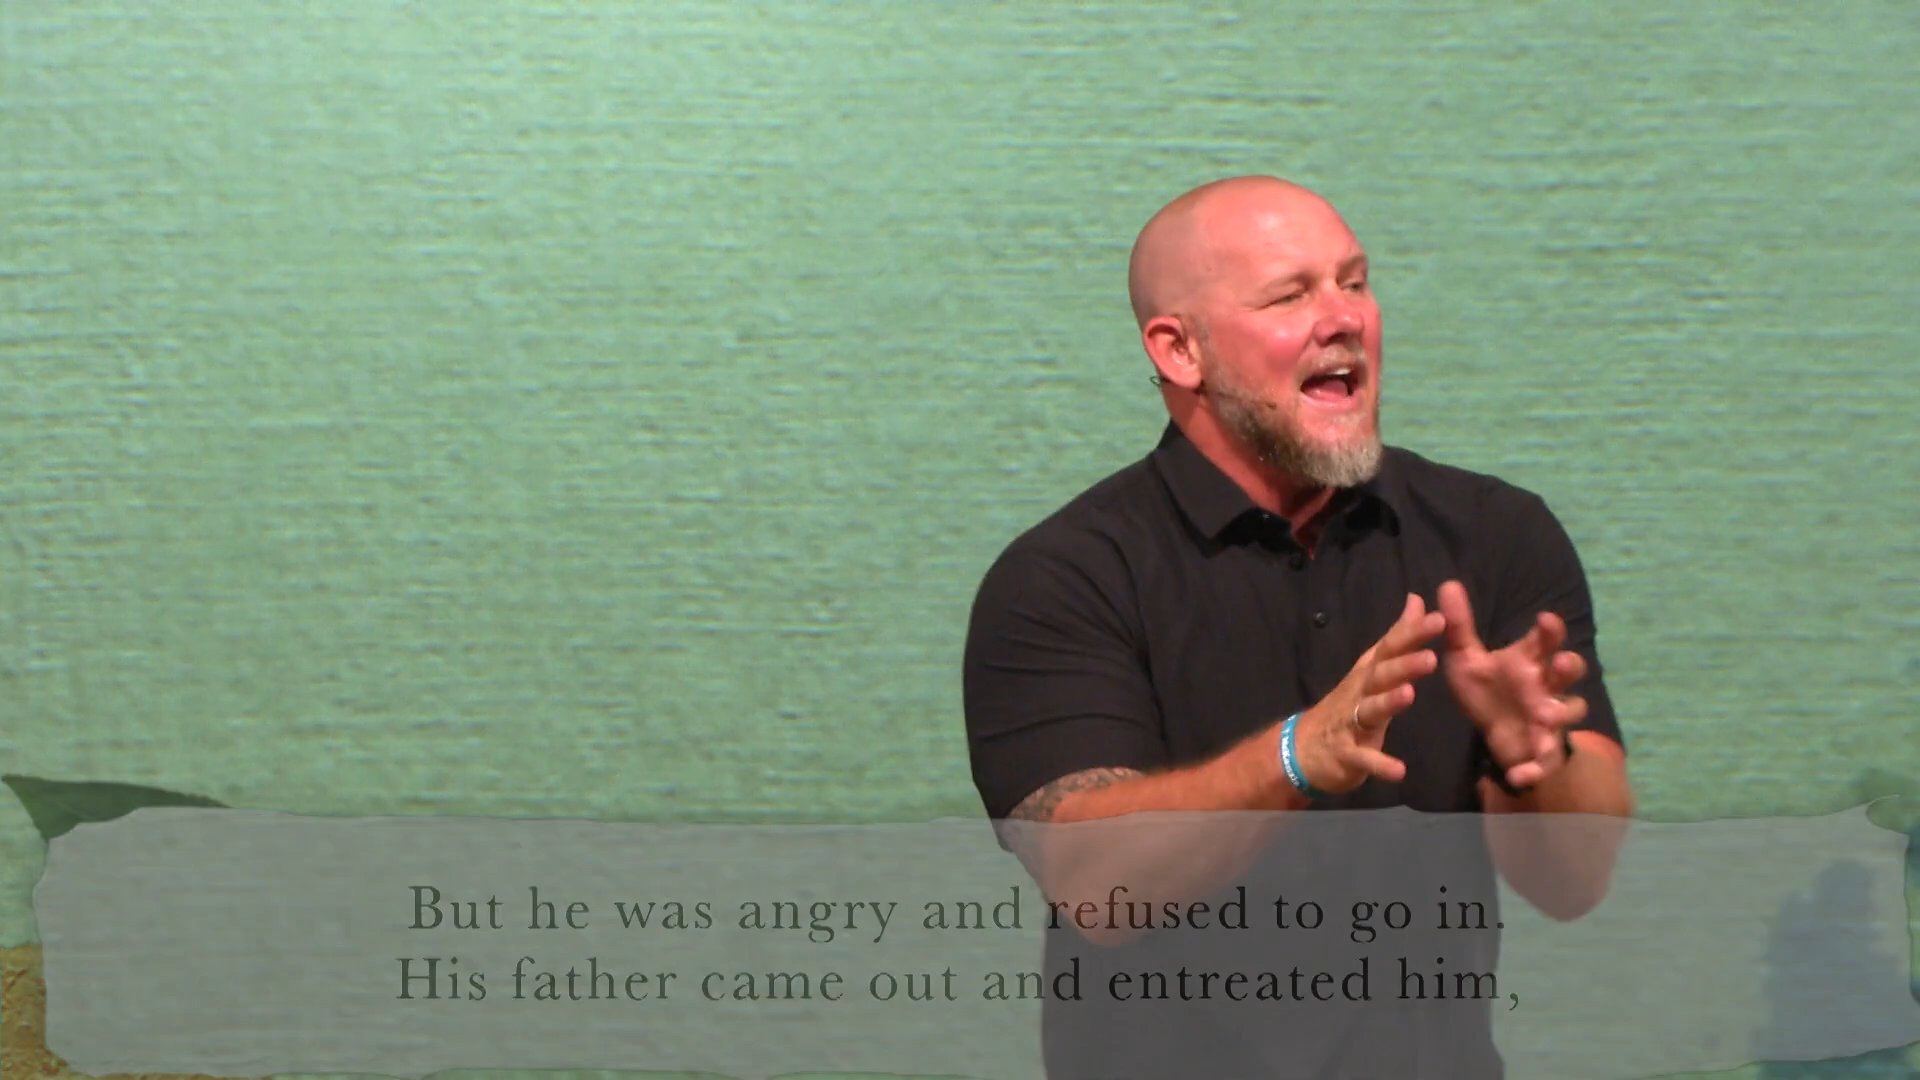 But he was angry and refused to go in.
His father came out and entreated him,